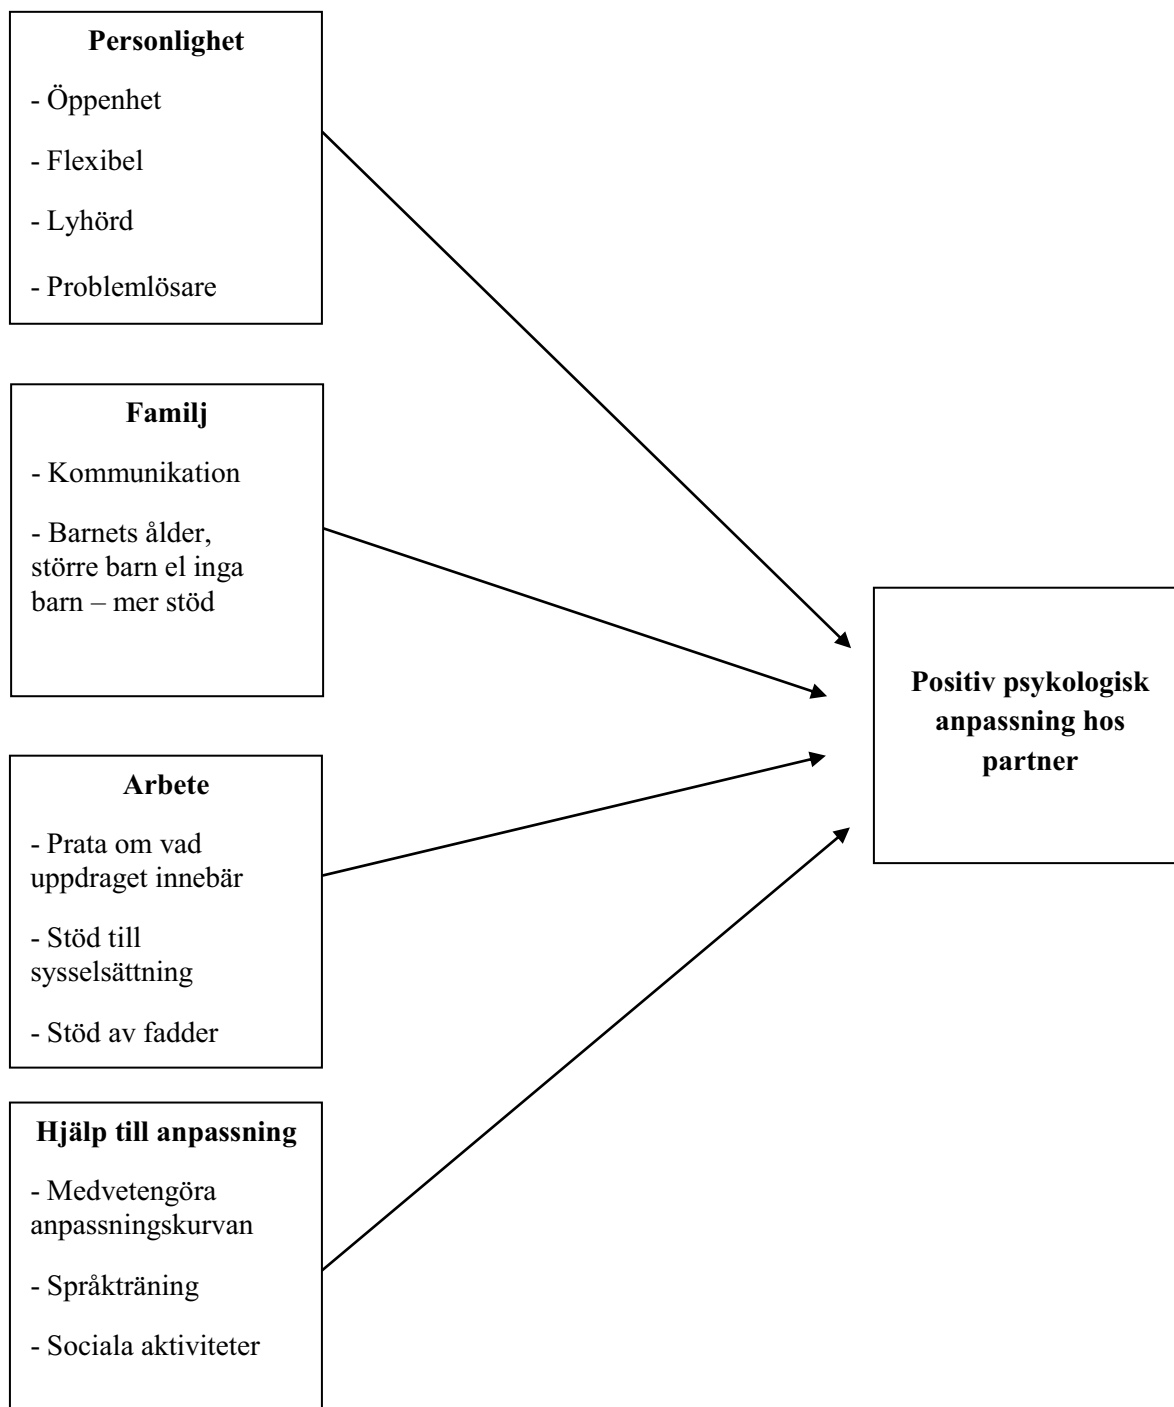 Personlighet
- Öppenhet
- Flexibel
- Lyhörd
- Problemlösare
Familj
- Kommunikation
- Barnets ålder,
större barn el inga
barn – mer stöd
Arbete
- Prata om vad
uppdraget innebär
- Stöd till
sysselsättning
- Stöd av fadder
Hjälp till anpassning
- Medvetengöra
anpassningskurvan
- Språkträning
- Sociala aktiviteter
Positiv psykologisk
anpassning hos
partner